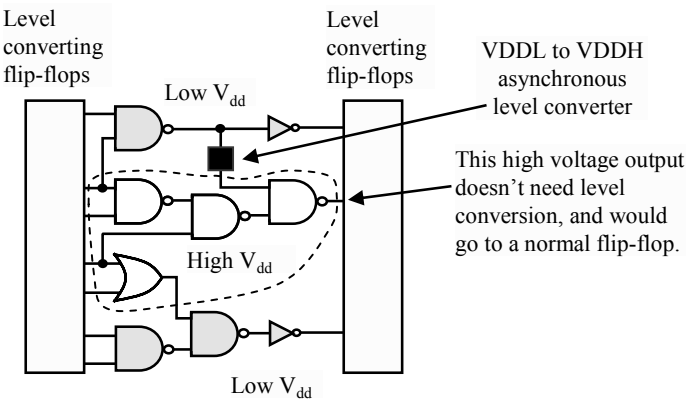 Level
converting
flip-flops
Level
converting
flip-flops
VDDL to VDDH
asynchronous
level converter
Low Vdd
This high voltage output
doesn’t need level
conversion, and would
go to a normal flip-flop.
High Vdd
Low Vdd